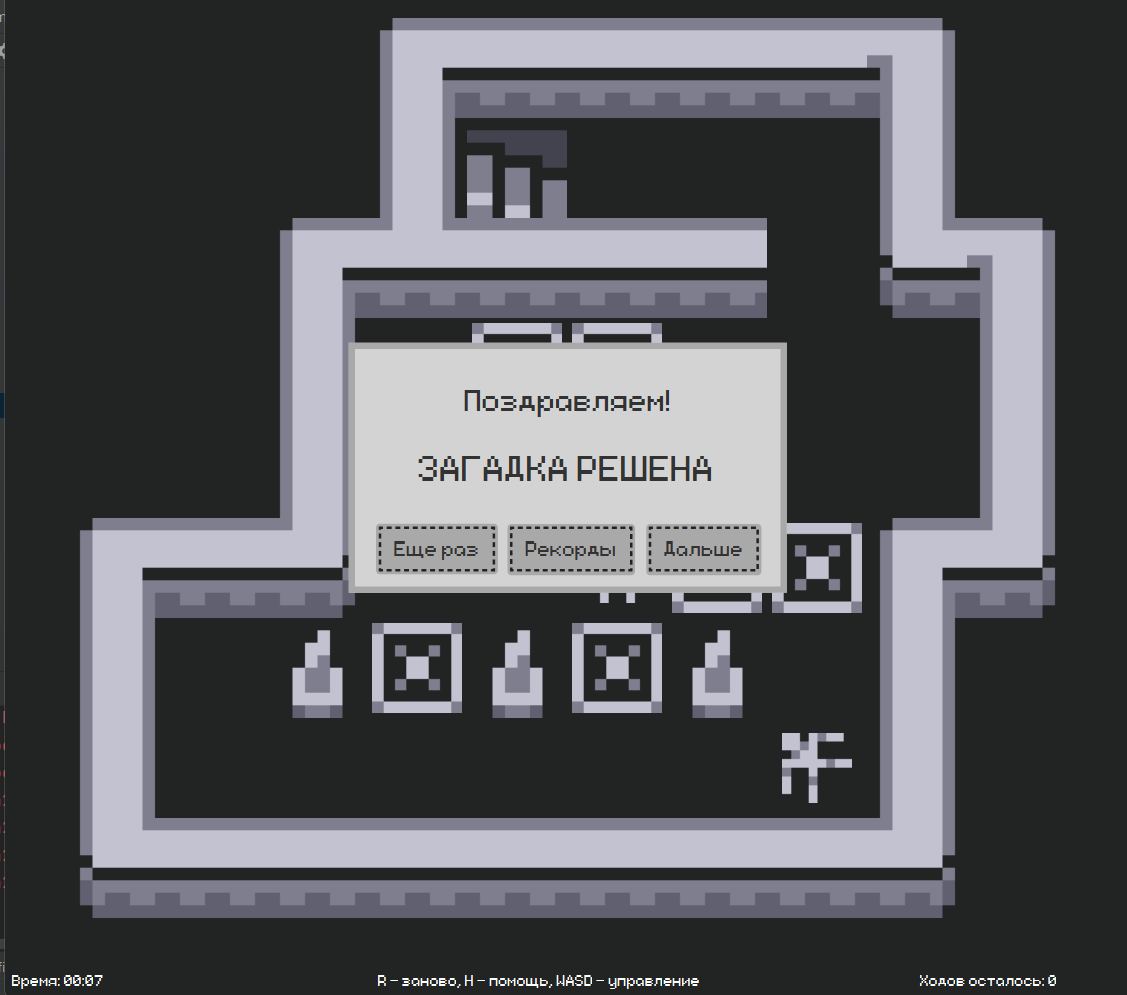 Поздравляем!
ЗАГАДКА РЕШЕНА
Еще раз Рекорды Дальше
Время: 00:07 R - заново, H - помощь, WASD - управление Ходов осталось: 0